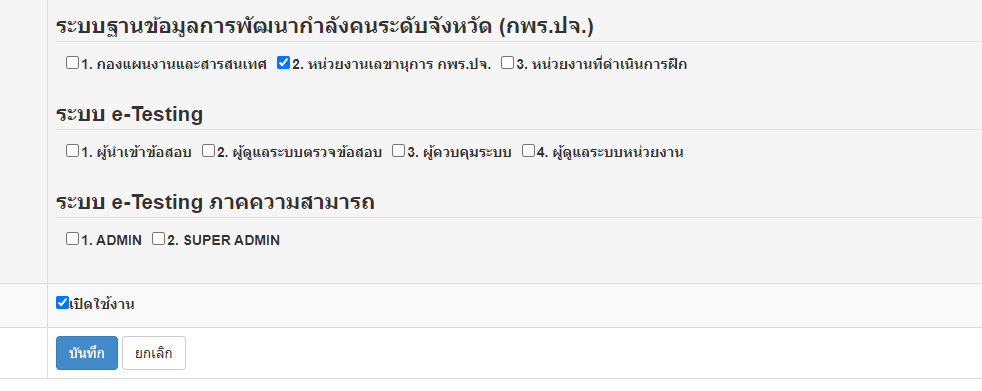 ระบบฐานข้อมูลการพัฒนากำลังคนระดับจังหวัด (กพร.ปจ.)
1. กองแผนงานและสารสนเทศ 2. หน่วยงานเลขานุการ กพร.ปจ. 3. หน่วยงานที่ดำเนินการฝึก
ระบบ e-Testing
1. ผู้นำเข้าข้อสอบ 2. ผู้ดูแลระบบตรวจข้อสอบ 3. ผู้ควบคุมระบบ 4. ผู้ดูแลระบบหน่วยงาน
ระบบ e-Testing ภาคความสามารถ
1. ADMIN 2. SUPER ADMIN
เปิดใช้งาน
บันทึก ยกเลิก